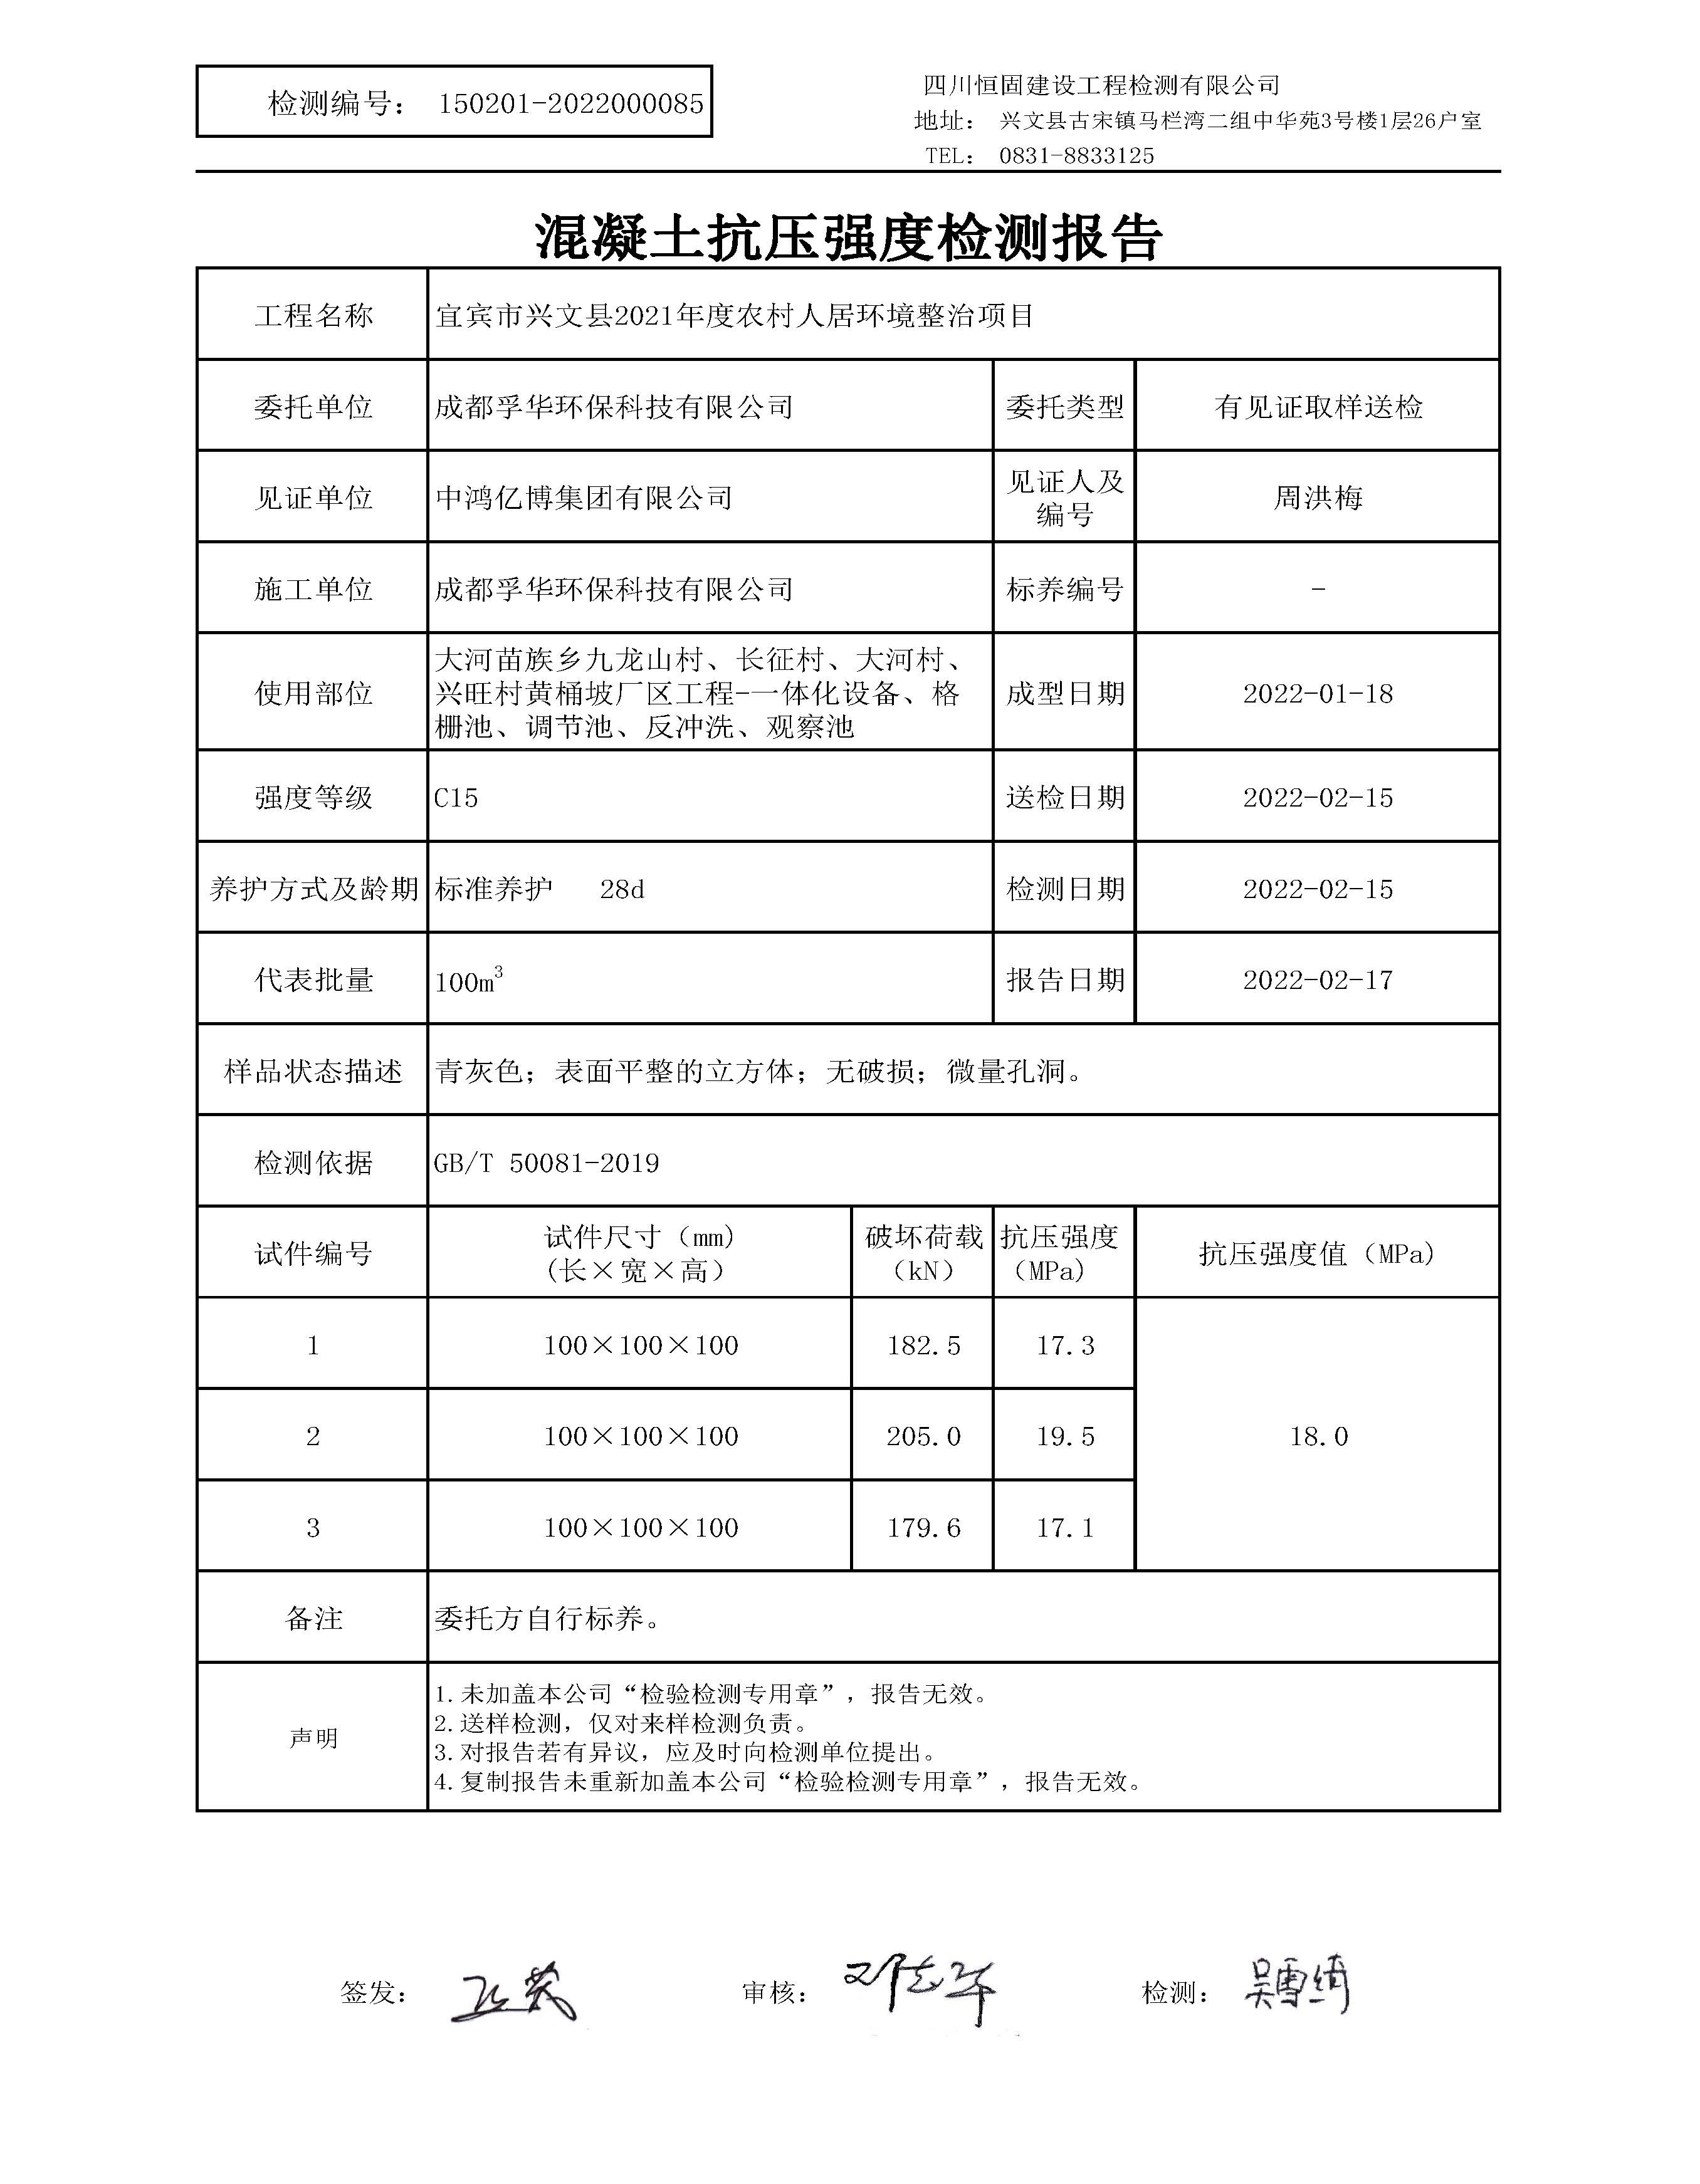 检测编号： 150201-2022000085
四川恒固建设工程检测有限公司
地址： 兴文县古宋镇马栏湾二组中华苑3号楼1层26户室
TEL： 0831-8833125
混凝土抗压强度检测报告
工程名称 宜宾市兴文县2021年度农村人居环境整治项目
委托单位 成都孚华环保科技有限公司 委托类型 有见证取样送检
见证单位 中鸿亿博集团有限公司 见证人及编号 周洪梅
施工单位 成都孚华环保科技有限公司 标养编号 -
使用部位
大河苗族乡九龙山村、长征村、大河村、
兴旺村黄桶坡厂区工程-一体化设备、格
栅池、调节池、反冲洗、观察池
成型日期 2022-01-18
强度等级 C15 送检日期 2022-02-15
养护方式及龄期 标准养护 28d 检测日期 2022-02-15
代表批量 100m³ 报告日期 2022-02-17
样品状态描述 青灰色；表面平整的立方体；无破损；微量孔洞。
检测依据 GB/T 50081-2019
试件编号 试件尺寸（mm）(长×宽×高） 破坏荷载（kN） 抗压强度（MPa） 抗压强度值（MPa）
1 100×100×100 182.5 17.3
2 100×100×100 205.0 19.5 18.0
3 100×100×100 179.6 17.1
备注 委托方自行标养。
声明
1.未加盖本公司“检验检测专用章”，报告无效。
2.送样检测，仅对来样检测负责。
3.对报告若有异议，应及时向检测单位提出。
4.复制报告未重新加盖本公司“检验检测专用章”，报告无效。
签发： 审核： 检测： 吴雪绮